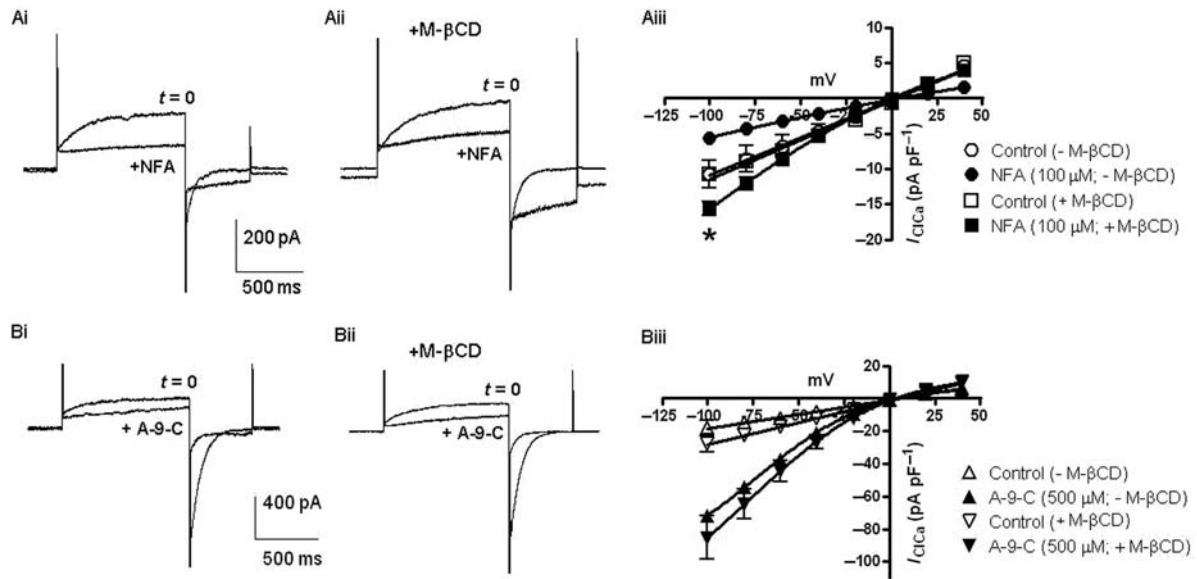 Ai
t = 0
+NFA
200 pA
500 ms
Aii
+M-βCD
t = 0
+NFA
Aiii
mV
10
5
−125 −100 −75 −50 −25 25 50
−5
−10
−15
−20
*
I_ClCa (pA pF⁻¹)
Control (- M-βCD)
NFA (100 µM; - M-βCD)
Control (+ M-βCD)
NFA (100 µM; +M-βCD)
Bi
t = 0
+ A-9-C
400 pA
500 ms
Bii
+M-βCD
t = 0
+ A-9-C
Biii
mV
20
−125 −100 −75 −50 −25 25 50
−20
−40
−60
−80
−100
I_ClCa (pA pF⁻¹)
Control (- M-βCD)
A-9-C (500 µM; - M-βCD)
Control (+ M-βCD)
A-9-C (500 µM; + M-βCD)